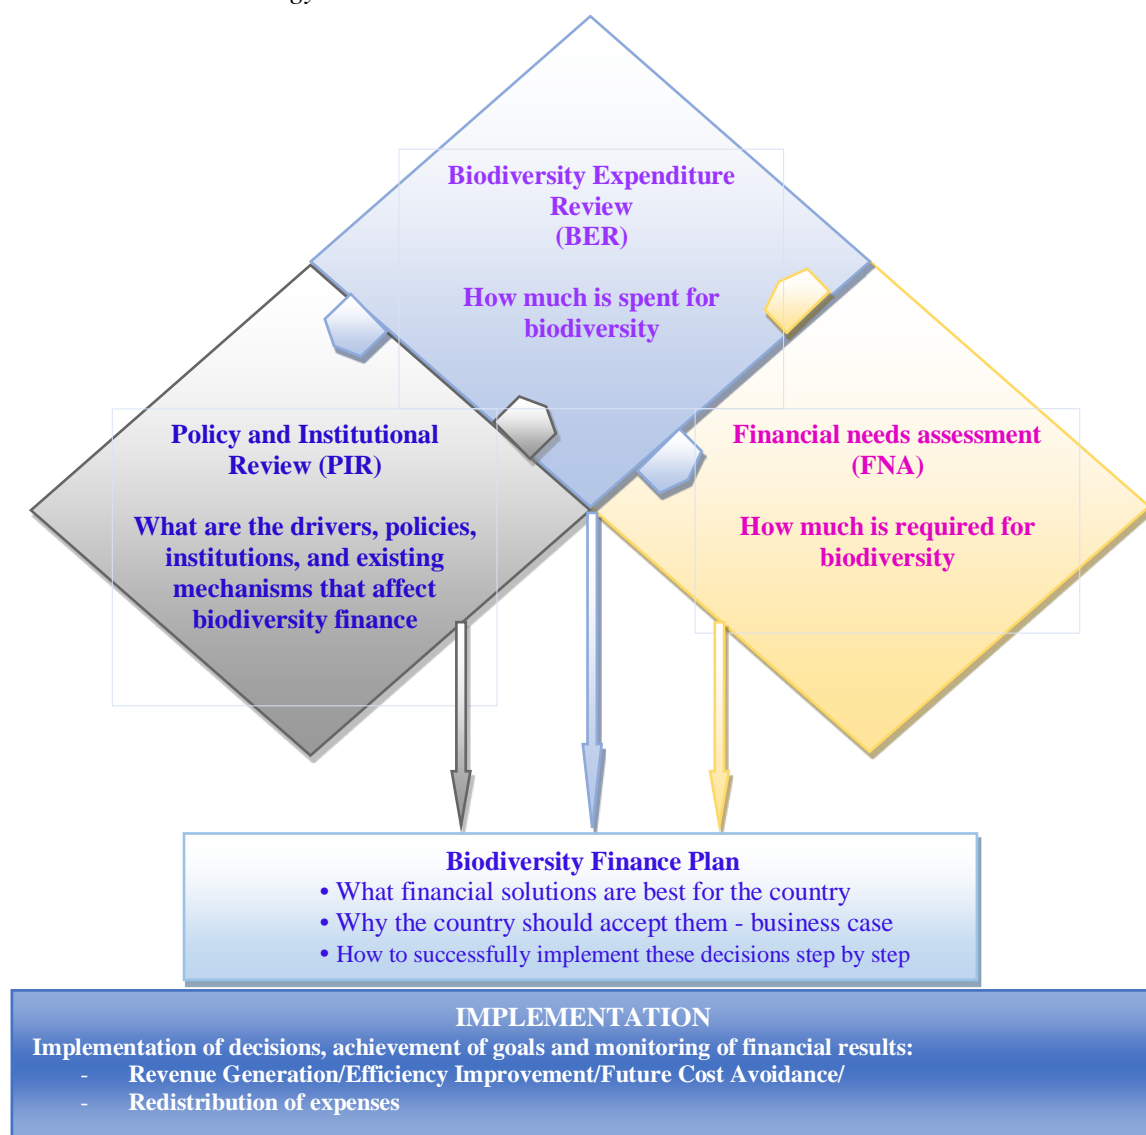 Biodiversity Expenditure
Review
(BER)
How much is spent for
biodiversity
Policy and Institutional
Review (PIR)
What are the drivers, policies,
institutions, and existing
mechanisms that affect
biodiversity finance
Financial needs assessment
(FNA)
How much is required for
biodiversity
Biodiversity Finance Plan
• What financial solutions are best for the country
• Why the country should accept them - business case
• How to successfully implement these decisions step by step
IMPLEMENTATION
Implementation of decisions, achievement of goals and monitoring of financial results:
- Revenue Generation/Efficiency Improvement/Future Cost Avoidance/
- Redistribution of expenses